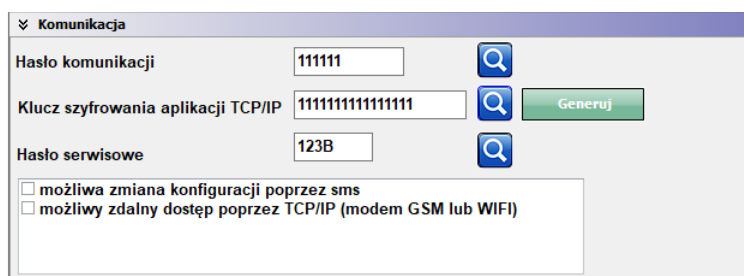 Komunikacja
Hasło komunikacji 111111
Klucz szyfrowania aplikacji TCP/IP 1111111111111111 Generuj
Hasło serwisowe 123B
możliwa zmiana konfiguracji poprzez sms
możliwy zdalny dostęp poprzez TCP/IP (modem GSM lub WIFI)